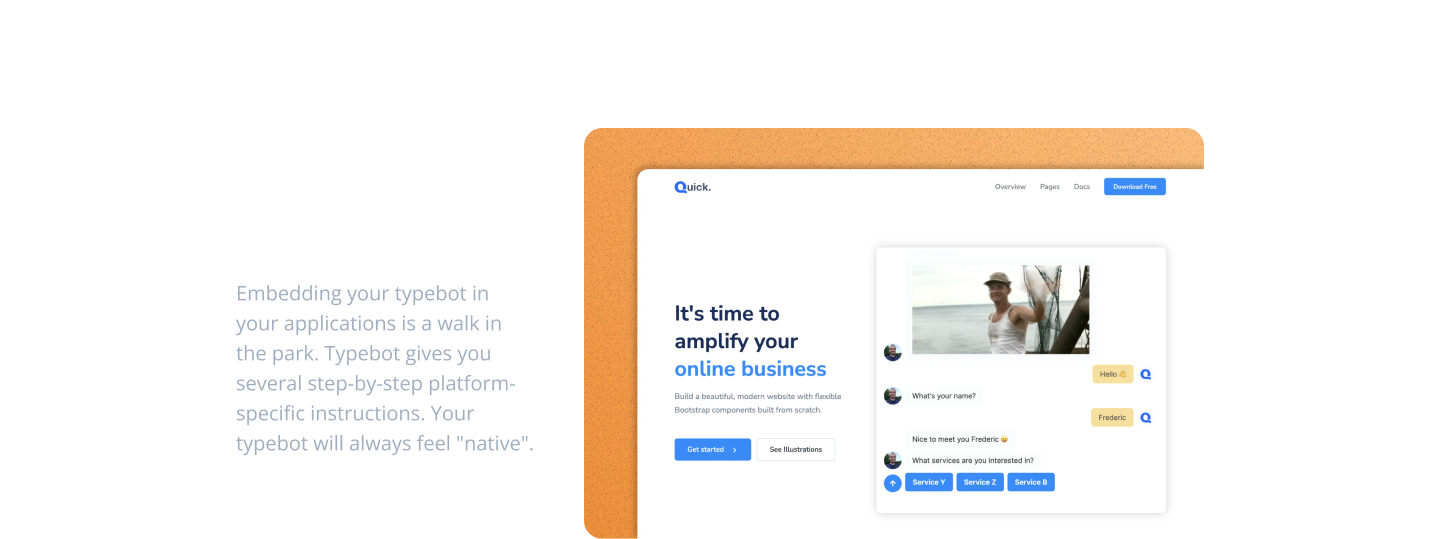 Embedding your typebot in
your applications is a walk in
the park. Typebot gives you
several step-by-step platform-
specific instructions. Your
typebot will always feel "native".
Quick.
Overview Pages Docs Download Free
It's time to
amplify your
online business
Build a beautiful, modern website with flexible
Bootstrap components built from scratch.
Get started
See Illustrations
Hello 👋
What's your name?
Frederic
Nice to meet you Frederic 😀
What services are you interested in?
Service Y Service Z Service B